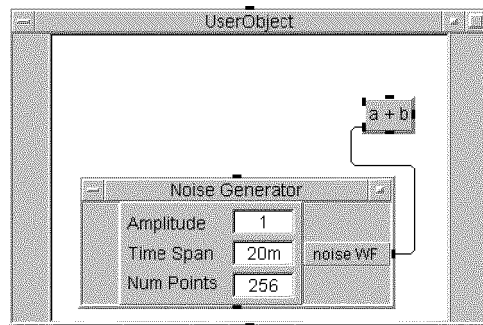 UserObject
a + b
Noise Generator
Amplitude 1
Time Span 20m noise WF
Num Points 256